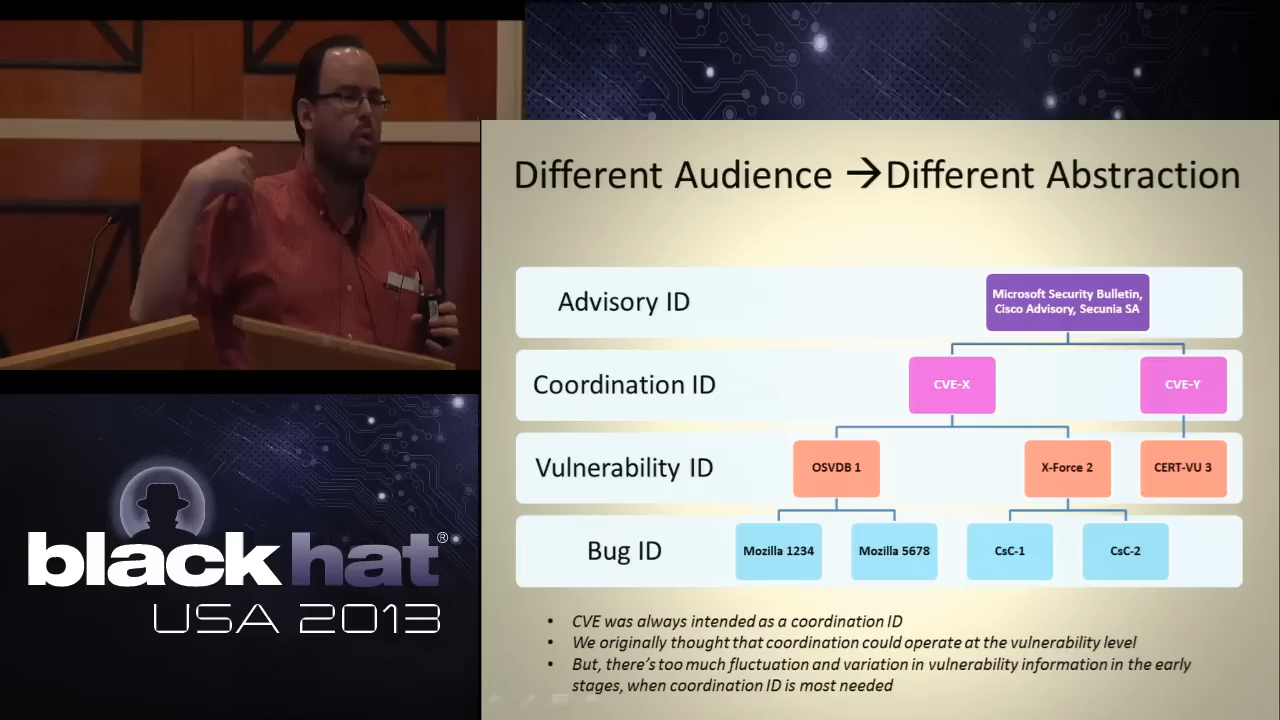 Different Audience → Different Abstraction
Advisory ID
Microsoft Security Bulletin,
Cisco Advisory, Secunia SA
Coordination ID
CVE-X
CVE-Y
Vulnerability ID
OSVDB 1
X-Force 2
CERT-VU 3
Bug ID
Mozilla 1234
Mozilla 5678
CsC-1
CsC-2
• CVE was always intended as a coordination ID
• We originally thought that coordination could operate at the vulnerability level
• But, there's too much fluctuation and variation in vulnerability information in the early
stages, when coordination ID is most needed
blackhat®
USA 2013